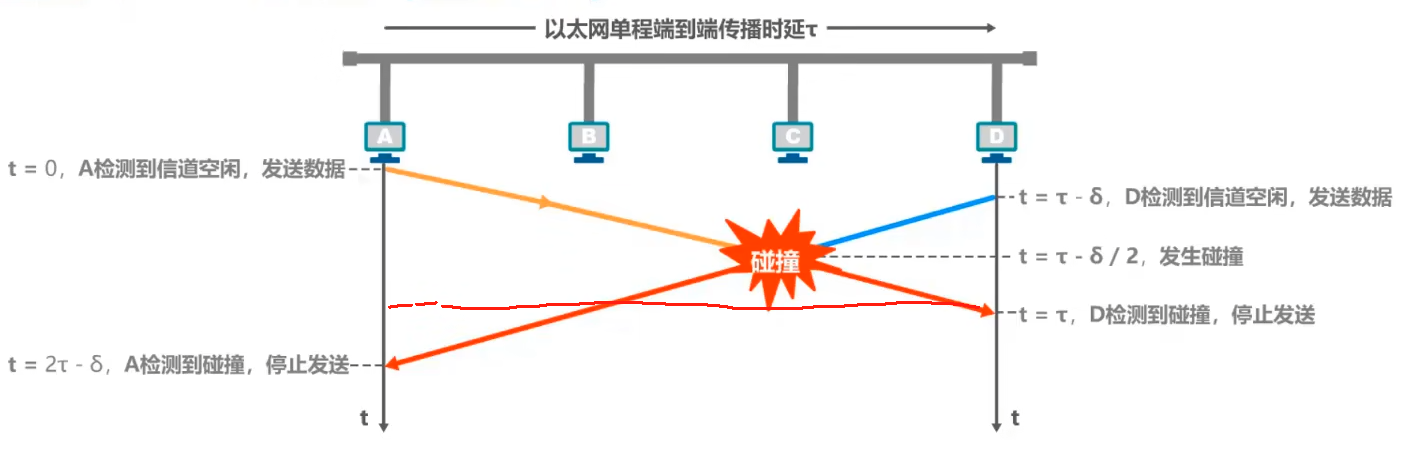 以太网单程端到端传播时延τ
A
B
C
D
t = 0，A检测到信道空闲，发送数据
t = τ - δ，D检测到信道空闲，发送数据
碰撞
t = τ - δ / 2，发生碰撞
t = τ，D检测到碰撞，停止发送
t = 2τ - δ，A检测到碰撞，停止发送
t
t